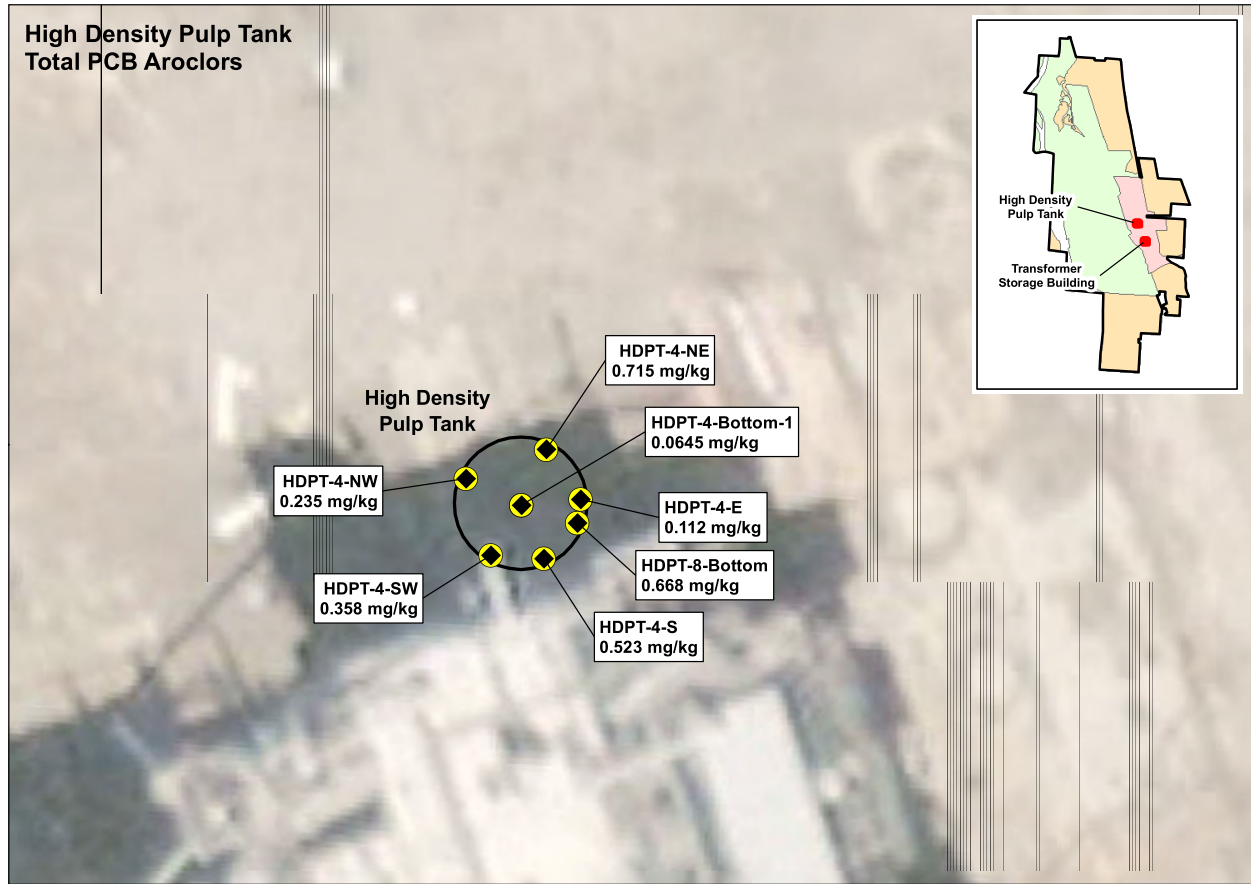 High Density Pulp Tank
Total PCB Aroclors
High Density
Pulp Tank
Transformer
Storage Building
HDPT-4-NE
0.715 mg/kg
High Density
Pulp Tank
HDPT-4-Bottom-1
0.0645 mg/kg
HDPT-4-NW
0.235 mg/kg
HDPT-4-E
0.112 mg/kg
HDPT-8-Bottom
0.668 mg/kg
HDPT-4-SW
0.358 mg/kg
HDPT-4-S
0.523 mg/kg